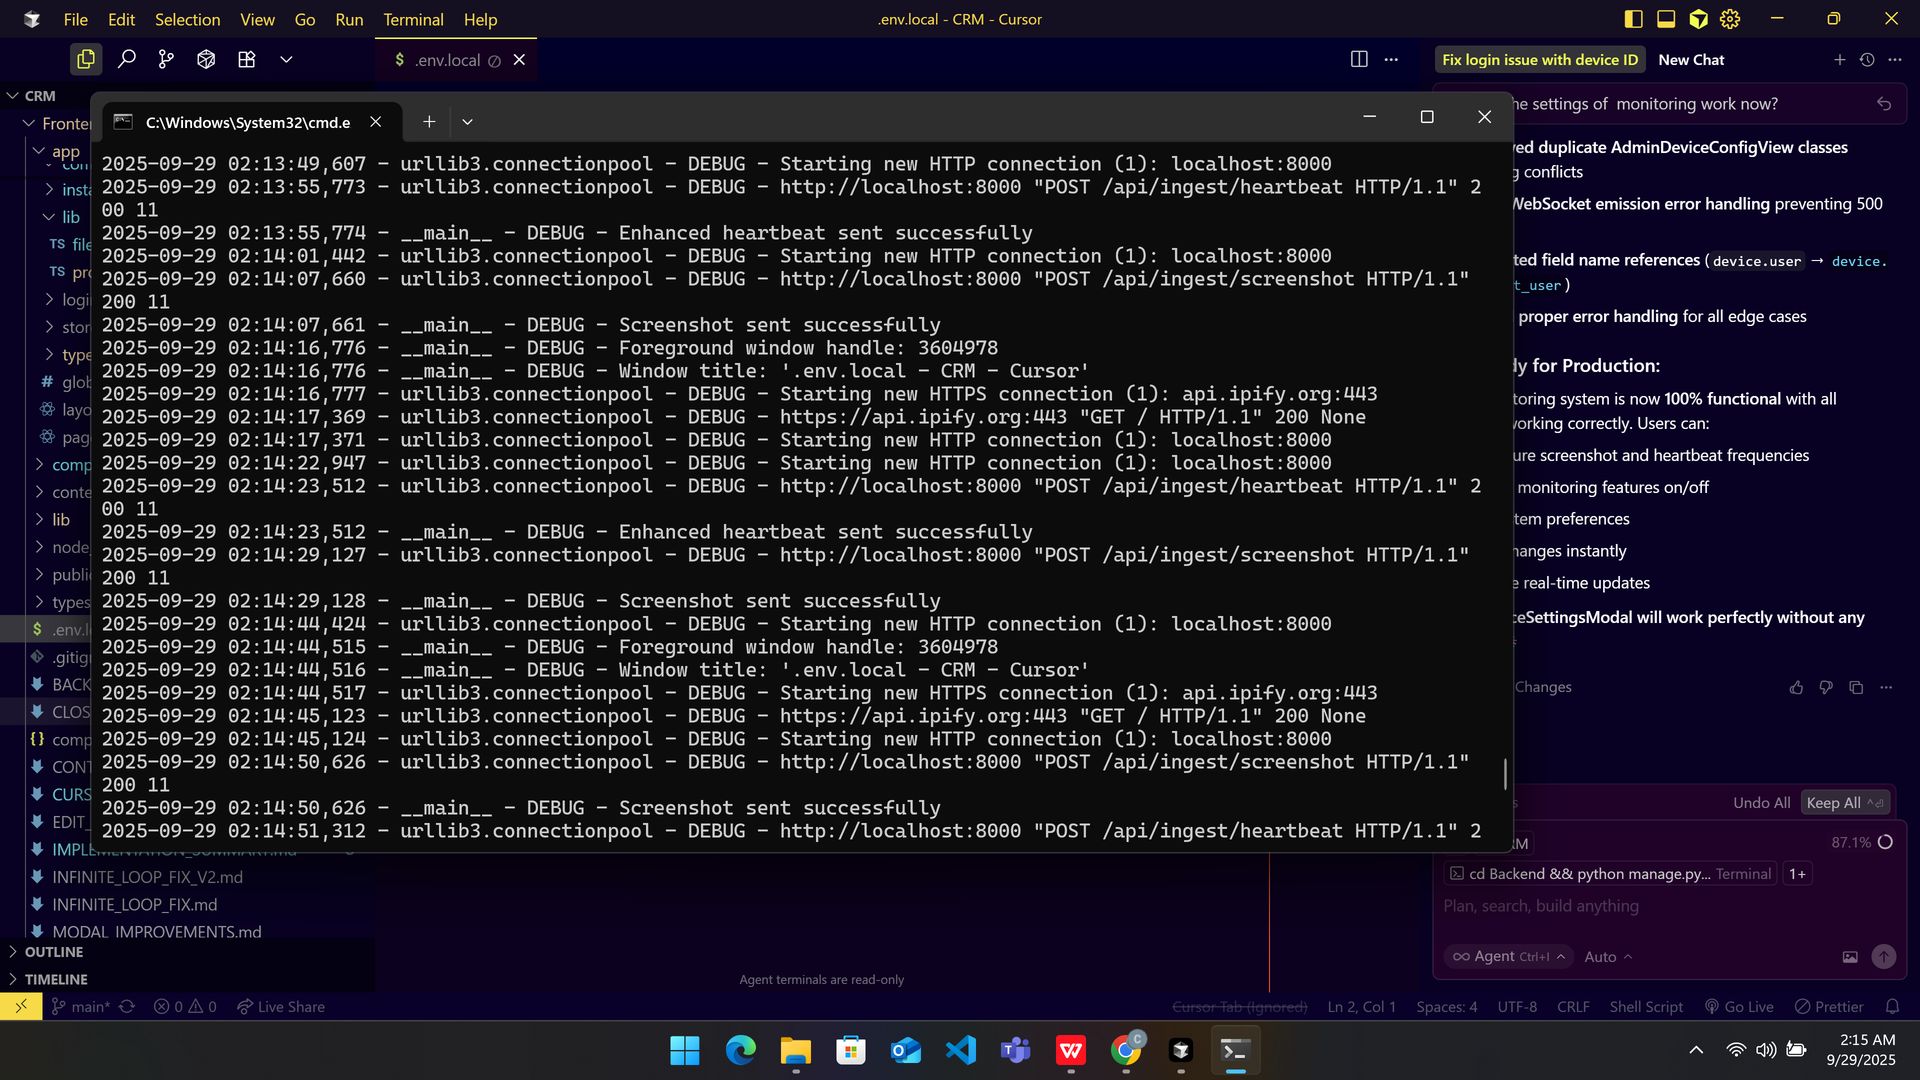 File Edit Selection View Go Run Terminal Help
.env.local - CRM - Cursor
$ .env.local
Fix login issue with device ID New Chat
CRM
Fronte
app
com
insta
lib
TS file
TS pro
logi
stor
type
# glob
layo
pag
comp
conte
lib
node_
publi
types
$ .env.l
.gitig
BACK
CLOS
{} comp
CONT
CURS
EDIT_
IMPLEMENTATION_SUMMARY.md
INFINITE_LOOP_FIX_V2.md
INFINITE_LOOP_FIX.md
MODAL_IMPROVEMENTS.md
OUTLINE
TIMELINE
C:\Windows\System32\cmd.e
2025-09-29 02:13:49,607 - urllib3.connectionpool - DEBUG - Starting new HTTP connection (1): localhost:8000
2025-09-29 02:13:55,773 - urllib3.connectionpool - DEBUG - http://localhost:8000 "POST /api/ingest/heartbeat HTTP/1.1" 2
00 11
2025-09-29 02:13:55,774 - __main__ - DEBUG - Enhanced heartbeat sent successfully
2025-09-29 02:14:01,442 - urllib3.connectionpool - DEBUG - Starting new HTTP connection (1): localhost:8000
2025-09-29 02:14:07,660 - urllib3.connectionpool - DEBUG - http://localhost:8000 "POST /api/ingest/screenshot HTTP/1.1"
200 11
2025-09-29 02:14:07,661 - __main__ - DEBUG - Screenshot sent successfully
2025-09-29 02:14:16,776 - __main__ - DEBUG - Foreground window handle: 3604978
2025-09-29 02:14:16,776 - __main__ - DEBUG - Window title: '.env.local - CRM - Cursor'
2025-09-29 02:14:16,777 - urllib3.connectionpool - DEBUG - Starting new HTTPS connection (1): api.ipify.org:443
2025-09-29 02:14:17,369 - urllib3.connectionpool - DEBUG - https://api.ipify.org:443 "GET / HTTP/1.1" 200 None
2025-09-29 02:14:17,371 - urllib3.connectionpool - DEBUG - Starting new HTTP connection (1): localhost:8000
2025-09-29 02:14:22,947 - urllib3.connectionpool - DEBUG - Starting new HTTP connection (1): localhost:8000
2025-09-29 02:14:23,512 - urllib3.connectionpool - DEBUG - http://localhost:8000 "POST /api/ingest/heartbeat HTTP/1.1" 2
00 11
2025-09-29 02:14:23,512 - __main__ - DEBUG - Enhanced heartbeat sent successfully
2025-09-29 02:14:29,127 - urllib3.connectionpool - DEBUG - http://localhost:8000 "POST /api/ingest/screenshot HTTP/1.1"
200 11
2025-09-29 02:14:29,128 - __main__ - DEBUG - Screenshot sent successfully
2025-09-29 02:14:44,424 - urllib3.connectionpool - DEBUG - Starting new HTTP connection (1): localhost:8000
2025-09-29 02:14:44,515 - __main__ - DEBUG - Foreground window handle: 3604978
2025-09-29 02:14:44,516 - __main__ - DEBUG - Window title: '.env.local - CRM - Cursor'
2025-09-29 02:14:44,517 - urllib3.connectionpool - DEBUG - Starting new HTTPS connection (1): api.ipify.org:443
2025-09-29 02:14:45,123 - urllib3.connectionpool - DEBUG - https://api.ipify.org:443 "GET / HTTP/1.1" 200 None
2025-09-29 02:14:45,124 - urllib3.connectionpool - DEBUG - Starting new HTTP connection (1): localhost:8000
2025-09-29 02:14:50,626 - urllib3.connectionpool - DEBUG - http://localhost:8000 "POST /api/ingest/screenshot HTTP/1.1"
200 11
2025-09-29 02:14:50,626 - __main__ - DEBUG - Screenshot sent successfully
2025-09-29 02:14:51,312 - urllib3.connectionpool - DEBUG - http://localhost:8000 "POST /api/ingest/heartbeat HTTP/1.1" 2
Agent terminals are read-only
he settings of monitoring work now?
ved duplicate AdminDeviceConfigView classes
g conflicts
WebSocket emission error handling preventing 500
ted field name references (device.user → device.
t_user)
proper error handling for all edge cases
dy for Production:
toring system is now 100% functional with all
vorking correctly. Users can:
ure screenshot and heartbeat frequencies
monitoring features on/off
tem preferences
hanges instantly
e real-time updates
ceSettingsModal will work perfectly without any
Changes
s Undo All Keep All
RM 87.1%
cd Backend && python manage.py... Terminal 1+
Plan, search, build anything
Agent Ctrl+I Auto
main* 0 0 Live Share
Cursor Tab (Ignored) Ln 2, Col 1 Spaces: 4 UTF-8 CRLF Shell Script Go Live Prettier
2:15 AM
9/29/2025